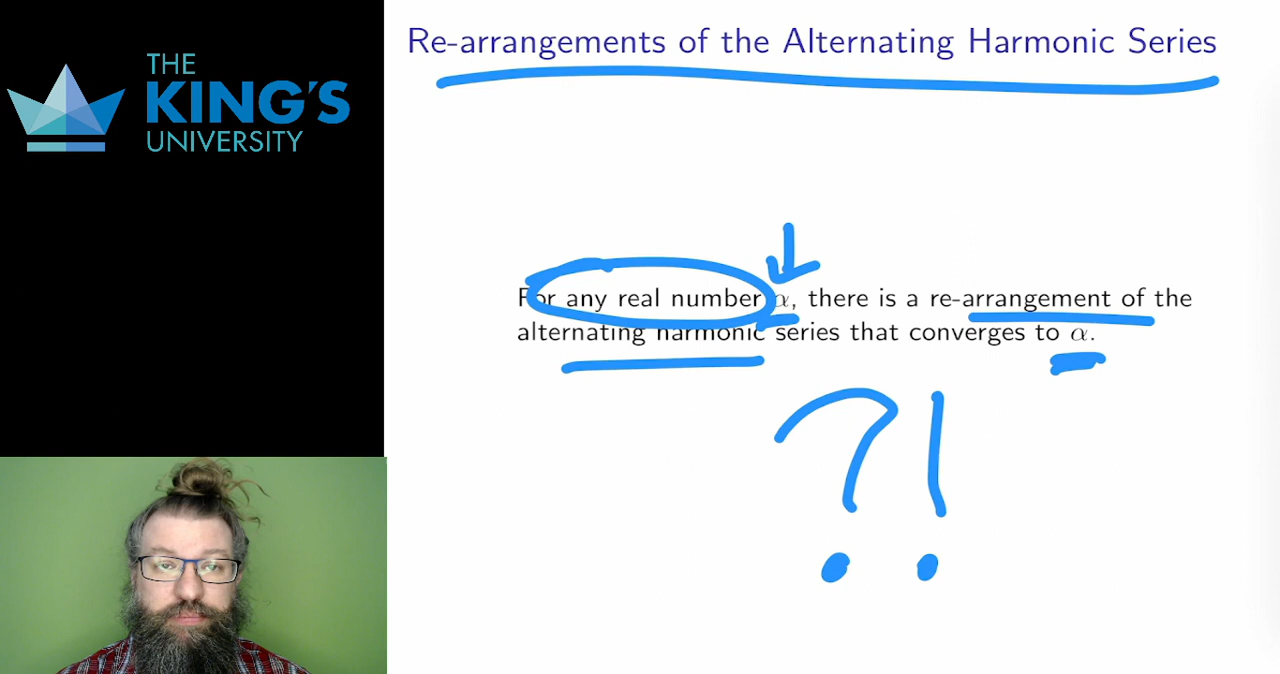 THE
KING'S
UNIVERSITY
Re-arrangements of the Alternating Harmonic Series
For any real number α, there is a re-arrangement of the
alternating harmonic series that converges to α.
?!